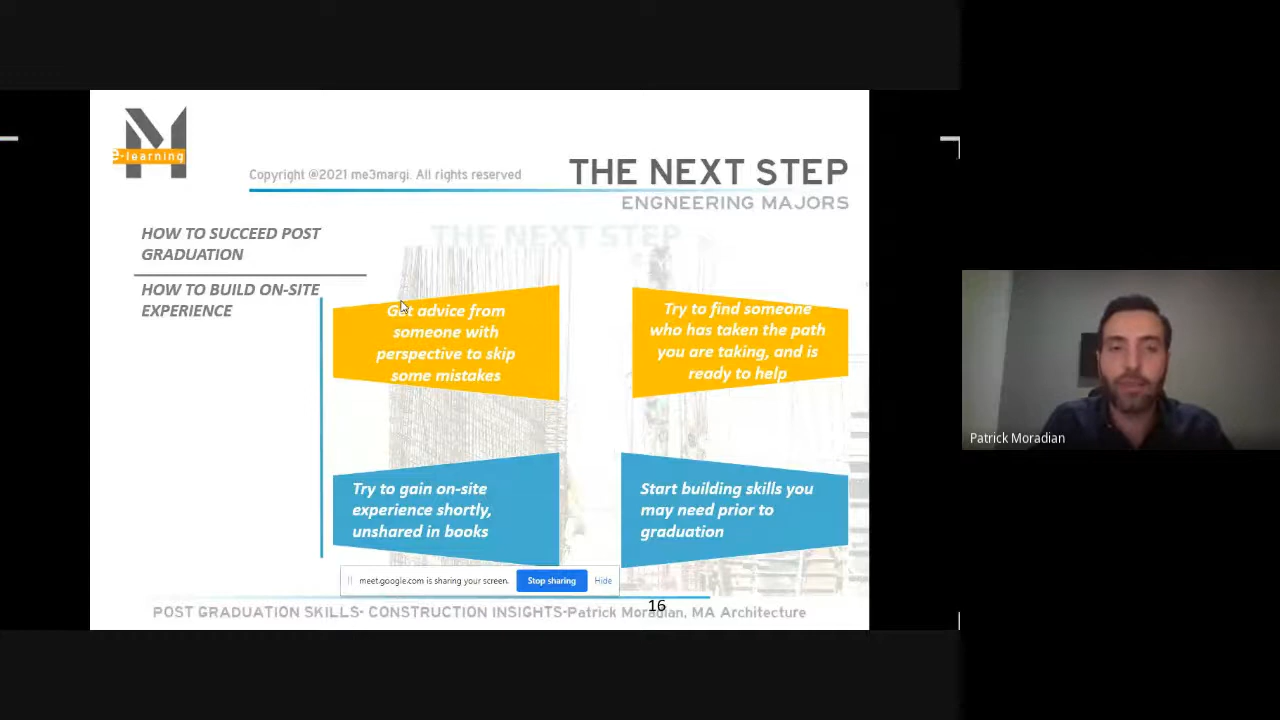 e-learning
Copyright @2021 me3margi. All rights reserved
THE NEXT STEP
ENGNEERING MAJORS
HOW TO SUCCEED POST
GRADUATION
THE NEXT STEP
HOW TO BUILD ON-SITE
EXPERIENCE
Get advice from
someone with
perspective to skip
some mistakes
Try to find someone
who has taken the path
you are taking, and is
ready to help
Try to gain on-site
experience shortly,
unshared in books
Start building skills you
may need prior to
graduation
meet.google.com is sharing your screen.
Stop sharing
Hide
16
POST GRADUATION SKILLS- CONSTRUCTION INSIGHTS-Patrick Moradian, MA Architecture
Patrick Moradian